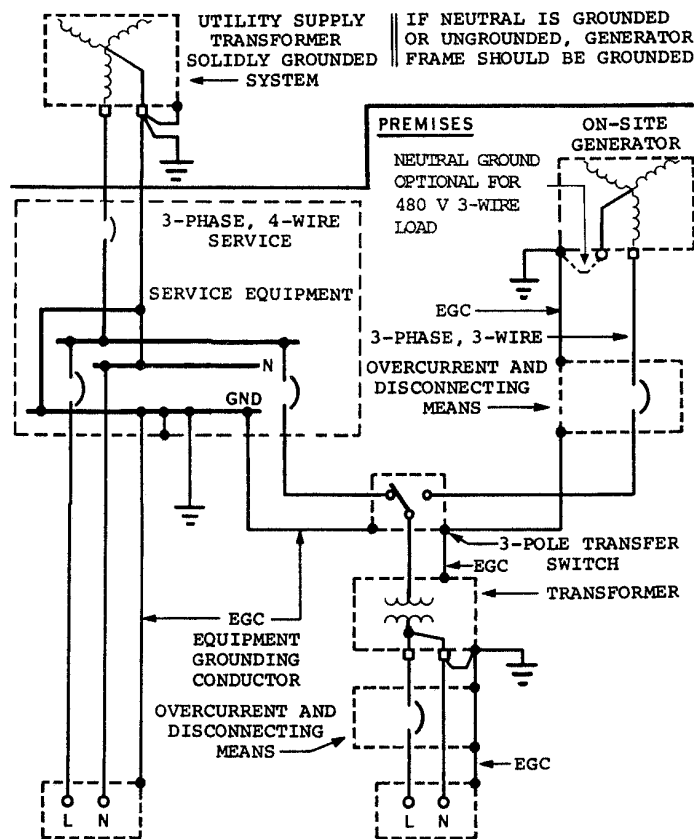 UTILITY SUPPLY
TRANSFORMER
SOLIDLY GROUNDED
SYSTEM
IF NEUTRAL IS GROUNDED
OR UNGROUNDED, GENERATOR
FRAME SHOULD BE GROUNDED
PREMISES
ON-SITE
GENERATOR
NEUTRAL GROUND
OPTIONAL FOR
480 V 3-WIRE
LOAD
3-PHASE, 4-WIRE
SERVICE
SERVICE EQUIPMENT
EGC
3-PHASE, 3-WIRE
OVERCURRENT AND
DISCONNECTING
MEANS
N
GND
3-POLE TRANSFER
SWITCH
EGC
TRANSFORMER
EGC
EQUIPMENT
GROUNDING
CONDUCTOR
OVERCURRENT AND
DISCONNECTING
MEANS
EGC
L N
L N